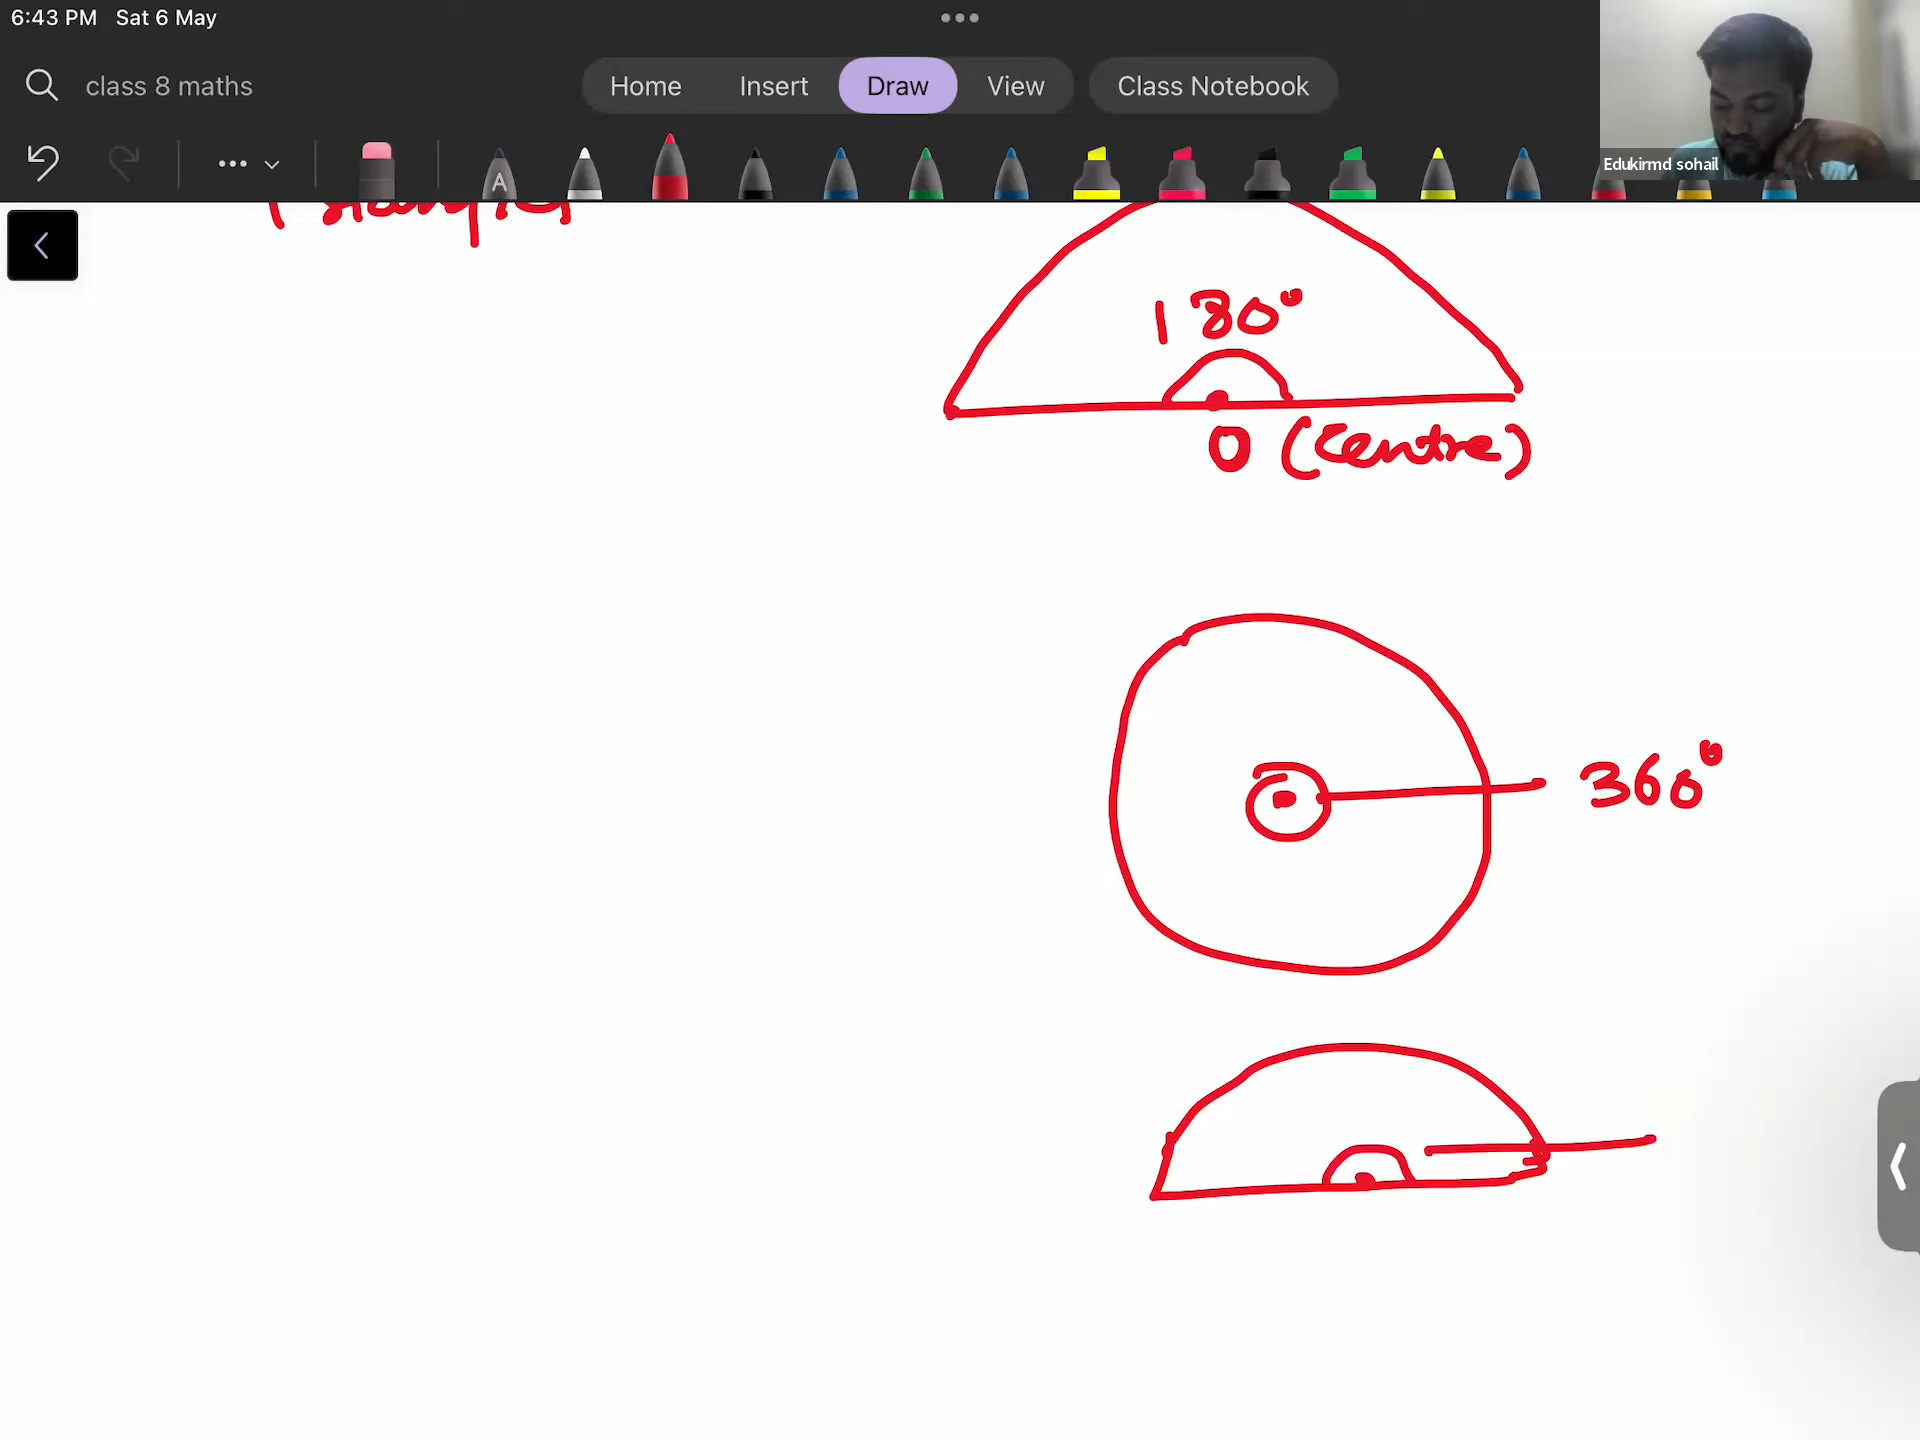 6:43 PM Sat 6 May
class 8 maths
Home Insert Draw View Class Notebook
A
Edukirmd sohail
180°
O (Centre)
360°